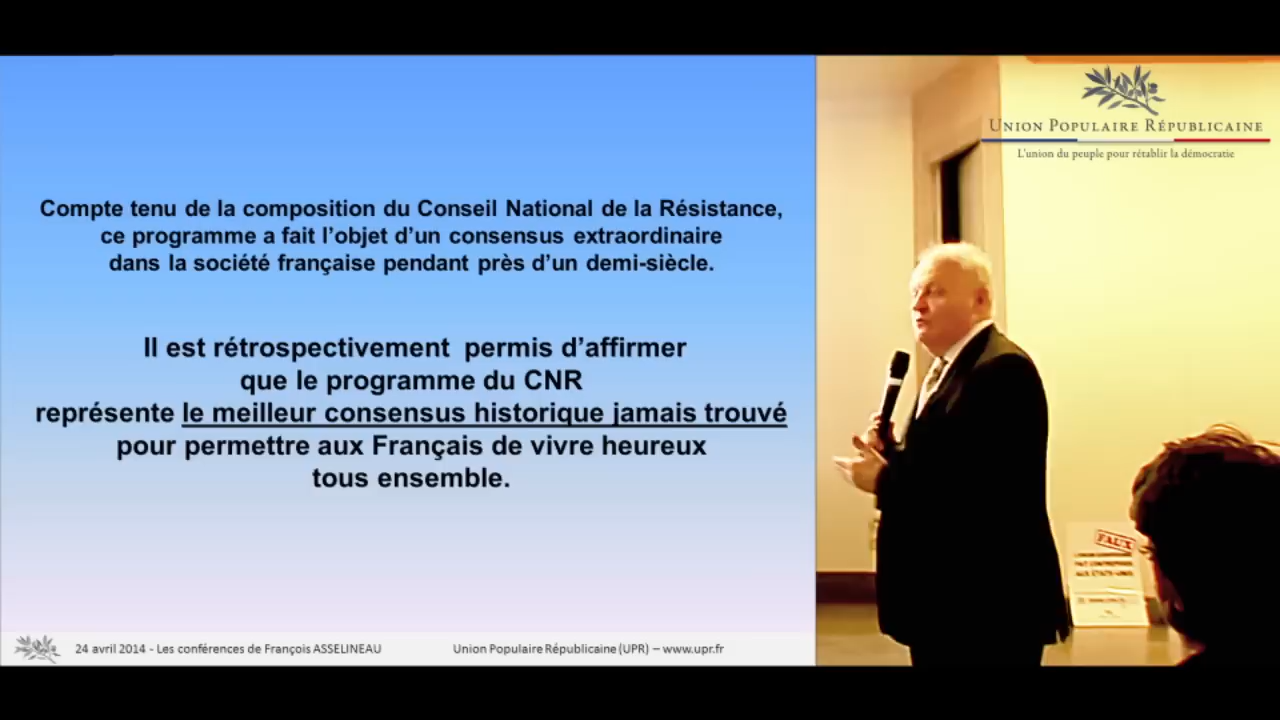 Compte tenu de la composition du Conseil National de la Résistance,
ce programme a fait l’objet d’un consensus extraordinaire
dans la société française pendant près d’un demi-siècle.
Il est rétrospectivement permis d’affirmer
que le programme du CNR
représente le meilleur consensus historique jamais trouvé
pour permettre aux Français de vivre heureux
tous ensemble.
24 avril 2014 - Les conférences de François ASSELINEAU
Union Populaire Républicaine (UPR) – www.upr.fr
UNION POPULAIRE RÉPUBLICAINE
L'union du peuple pour rétablir la démocratie
FAUX
AUX ÉTATS-UNIS